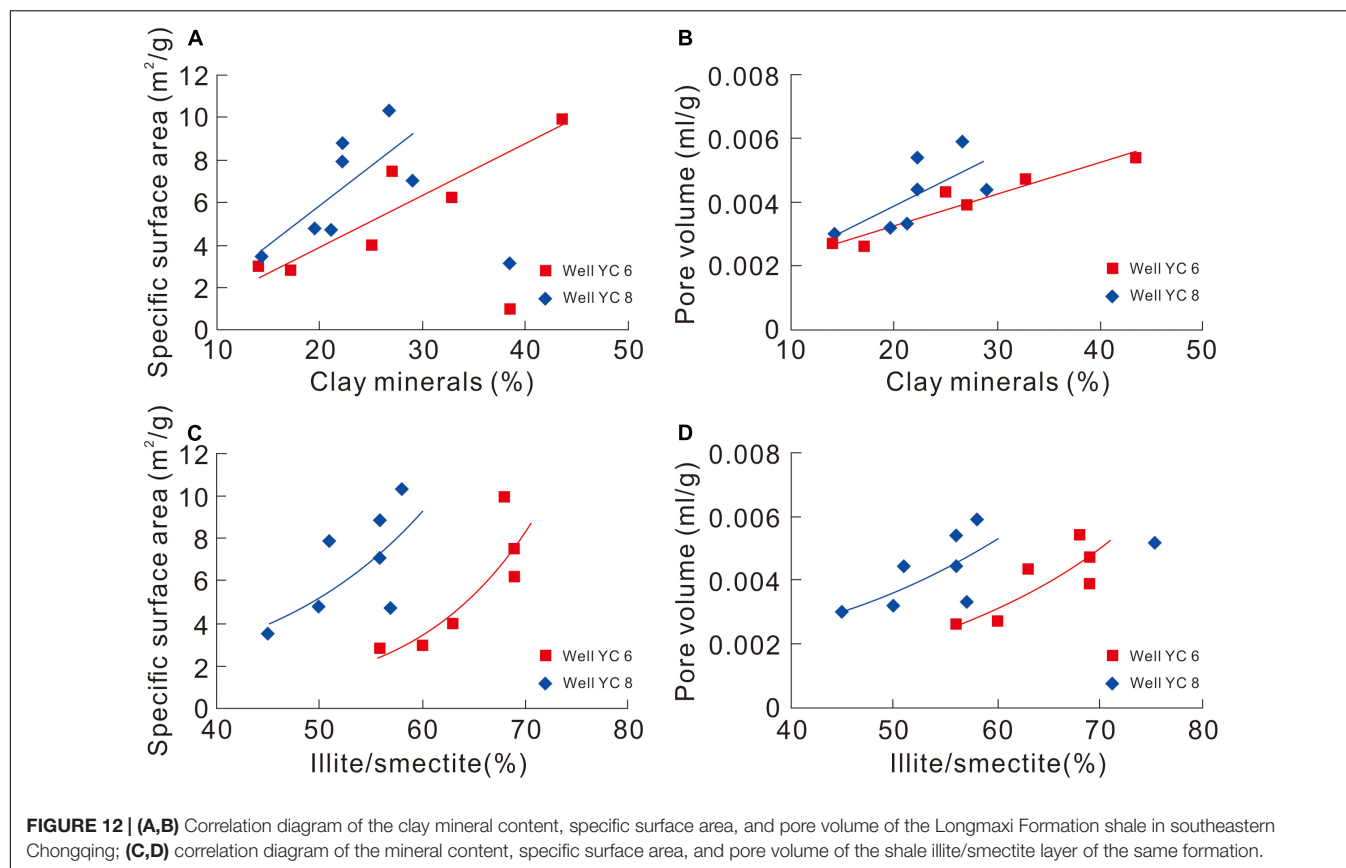 A
Specific surface area (m²/g)
12
10
8
6
4
2
0
10 20 30 40 50
Clay minerals (%)
Well YC 6
Well YC 8
B
Pore volume (ml/g)
0.008
0.006
0.004
0.002
0
10 20 30 40 50
Clay minerals (%)
Well YC 6
Well YC 8
C
Specific surface area (m²/g)
12
10
8
6
4
2
0
40 50 60 70 80
Illite/smectite(%)
Well YC 6
Well YC 8
D
Pore volume (ml/g)
0.008
0.006
0.004
0.002
0
40 50 60 70 80
Illite/smectite(%)
Well YC 6
Well YC 8
FIGURE 12 | (A,B) Correlation diagram of the clay mineral content, specific surface area, and pore volume of the Longmaxi Formation shale in southeastern
Chongqing; (C,D) correlation diagram of the mineral content, specific surface area, and pore volume of the shale illite/smectite layer of the same formation.